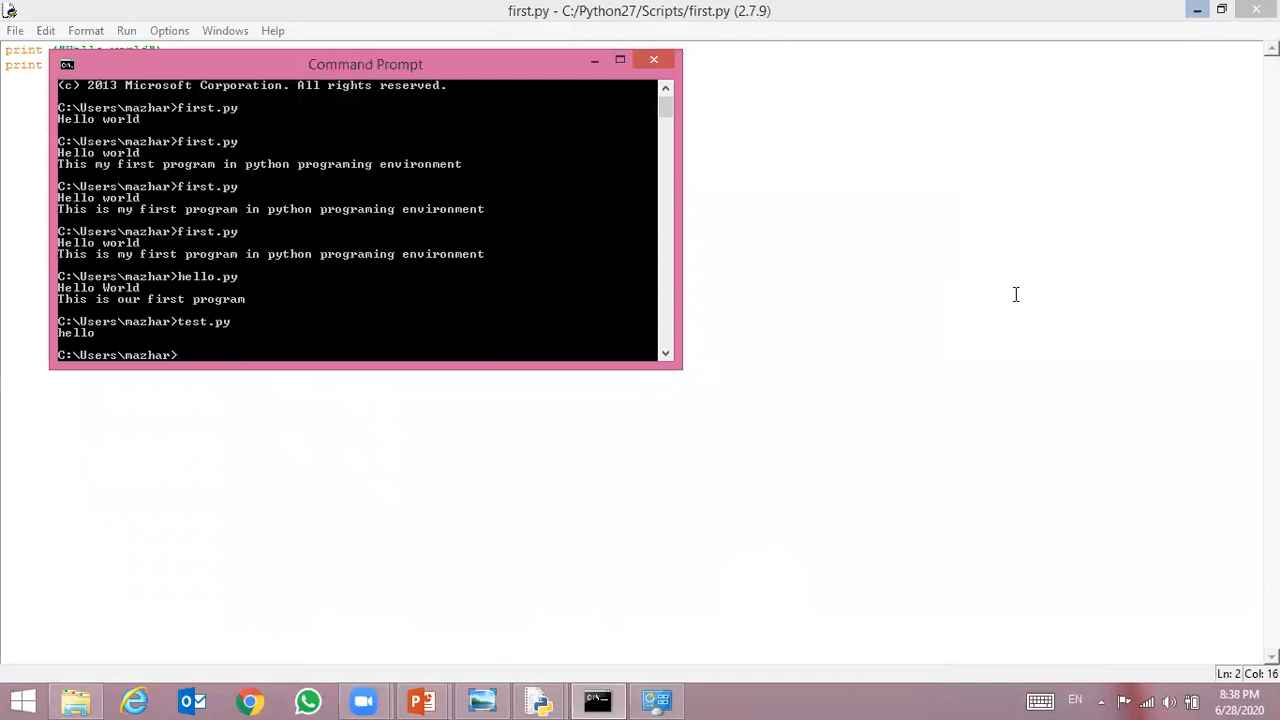 first.py - C:/Python27/Scripts/first.py (2.7.9)
File Edit Format Run Options Windows Help
print ("Hello world")
print
Command Prompt
(c) 2013 Microsoft Corporation. All rights reserved.
C:\Users\mazhar>first.py
Hello world
C:\Users\mazhar>first.py
Hello world
This my first program in python programing environment
C:\Users\mazhar>first.py
Hello world
This is my first program in python programing environment
C:\Users\mazhar>first.py
Hello world
This is my first program in python programing environment
C:\Users\mazhar>hello.py
Hello World
This is our first program
C:\Users\mazhar>test.py
hello
C:\Users\mazhar>
Ln: 2 Col: 16
EN
8:38 PM
6/28/2020